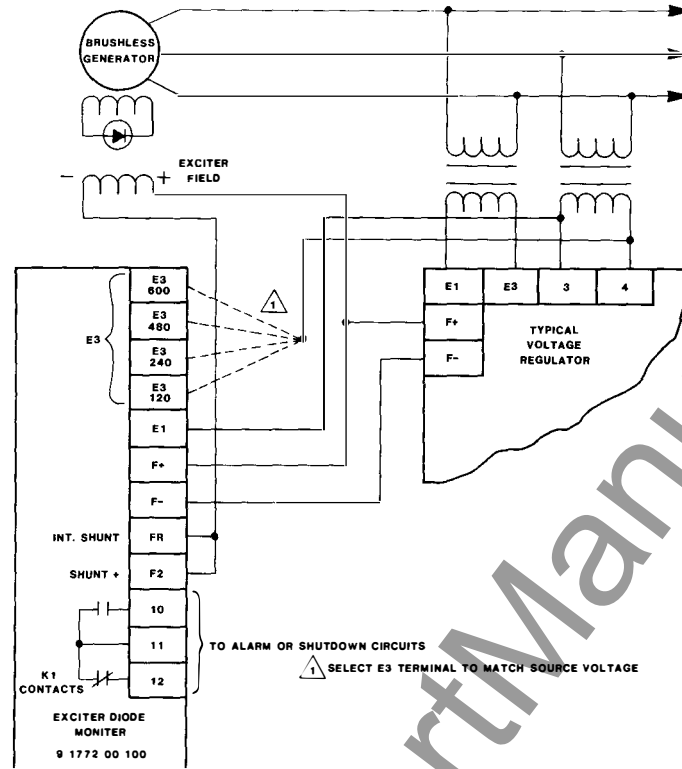 BRUSHLESS
GENERATOR
- +
EXCITER
FIELD
E3
600
E3
480
E3
240
E3
120
E3
E1
F+
F-
INT. SHUNT
FR
SHUNT +
F2
10
11
12
K1
CONTACTS
EXCITER DIODE
MONITER
9 1772 00 100
1
E1
E3
3
4
F+
F-
TYPICAL
VOLTAGE
REGULATOR
TO ALARM OR SHUTDOWN CIRCUITS
1 SELECT E3 TERMINAL TO MATCH SOURCE VOLTAGE
rtManu